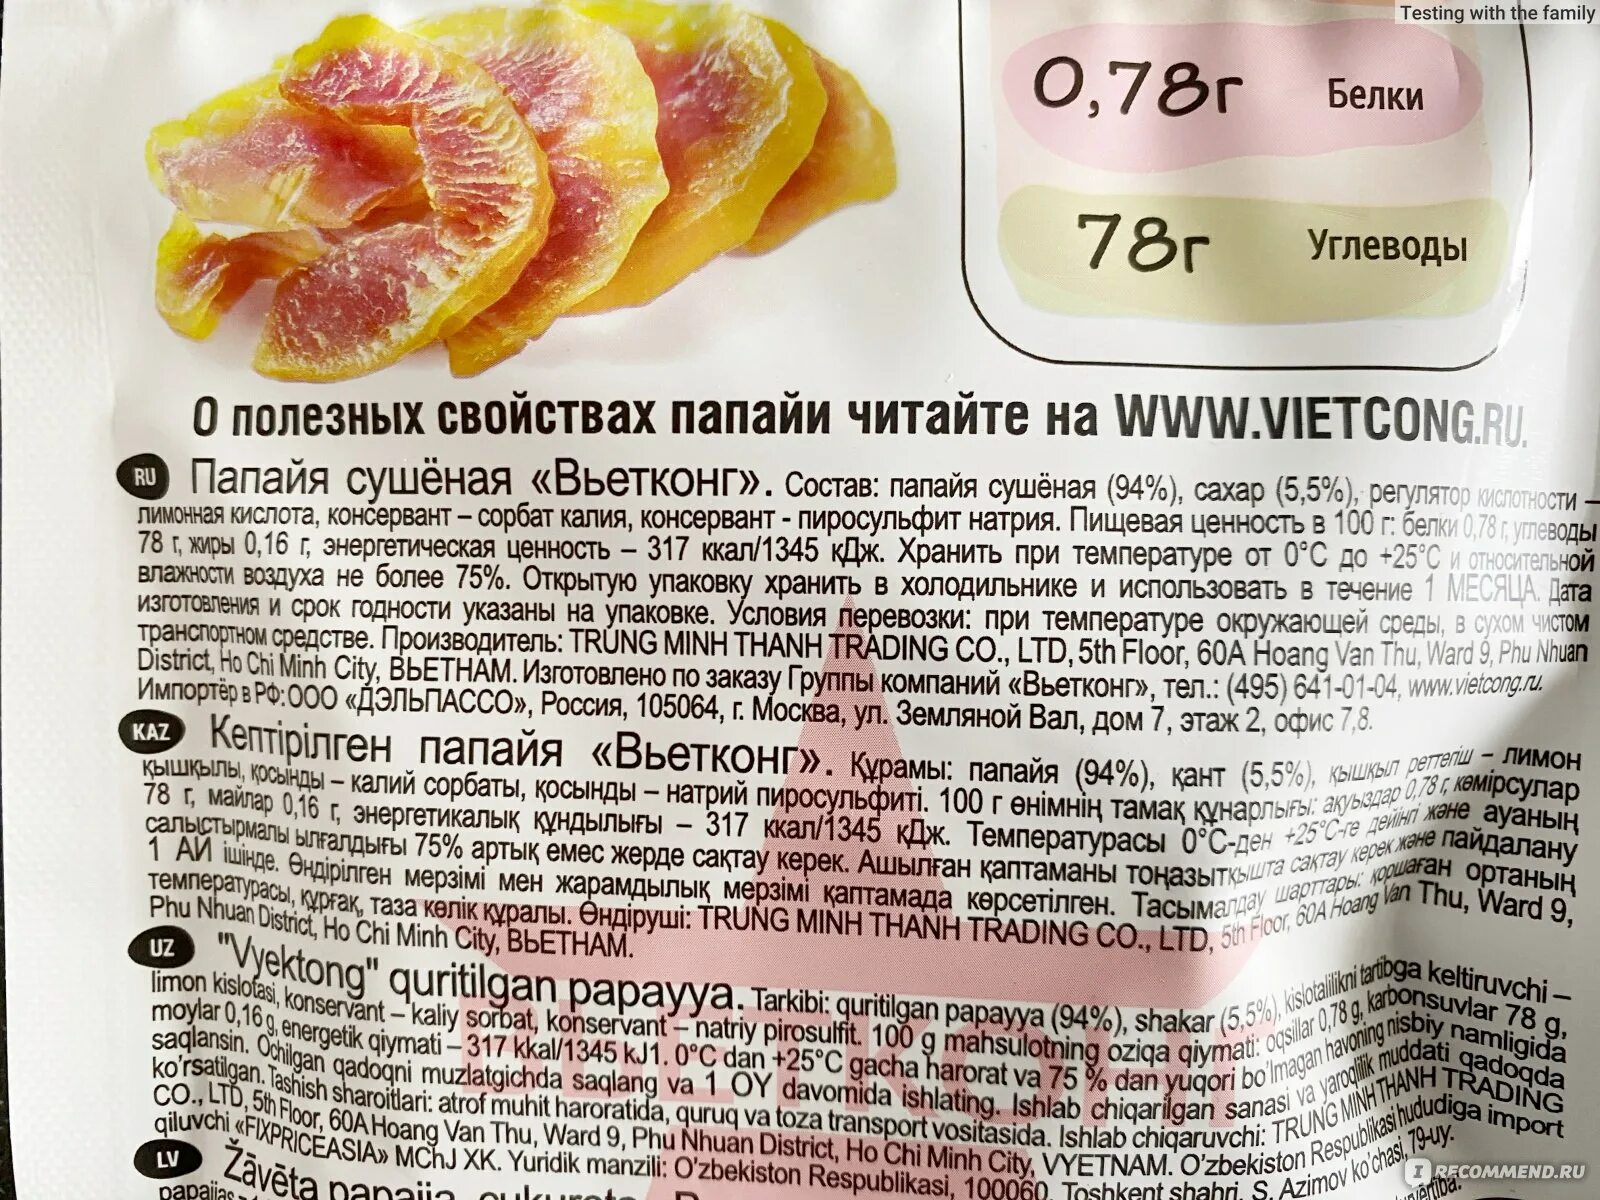 Testing with the family
0,78г Белки
78г Углеводы
О полезных свойствах папайи читайте на WWW.VIETCONG.RU.
RU Папайя сушёная «Вьетконг». Состав: папайя сушёная (94%), сахар (5,5%), регулятор кислотности –
лимонная кислота, консервант – сорбат калия, консервант - пиросульфит натрия. Пищевая ценность в 100 г: белки 0,78 г, углеводы
78 г, жиры 0,16 г, энергетическая ценность – 317 ккал/1345 кДж. Хранить при температуре от 0°С до +25°С и относительной
влажности воздуха не более 75%. Открытую упаковку хранить в холодильнике и использовать в течение 1 МЕСЯЦА. Дата
изготовления и срок годности указаны на упаковке. Условия перевозки: при температуре окружающей среды, в сухом чистом
транспортном средстве. Производитель: TRUNG MINH THANH TRADING CO., LTD, 5th Floor, 60A Hoang Van Thu, Ward 9, Phu Nhuan
District, Ho Chi Minh City, ВЬЕТНАМ. Изготовлено по заказу Группы компаний «Вьетконг», тел.: (495) 641-01-04, www.vietcong.ru.
Импортёр в РФ: ООО «ДЭЛЬПАССО», Россия, 105064, г. Москва, ул. Земляной Вал, дом 7, этаж 2, офис 7,8.
KAZ Кептірілген папайя «Вьетконг». Құрамы: папайя (94%), қант (5,5%), қышқыл реттегіш – лимон
қышқылы, қосынды – калий сорбаты, қосынды – натрий пиросульфиті. 100 г өнімнің тамақ құнарлығы: ақуыздар 0,78 г, көмірсулар
78 г, майлар 0,16 г, энергетикалық құндылығы – 317 ккал/1345 кДж. Температурасы 0°С-ден +25°С-ге дейінгі және ауаның
салыстырмалы ылғалдығы 75% артық емес жерде сақтау керек. Ашылған қаптаманы тоңазытқышта сақтау керек және пайдалану
1 АЙ ішінде. Өндірілген мерзімі мен жарамдылық мерзімі қаптамада көрсетілген. Тасымалдау шарттары: қоршаған ортаның
температурасы, құрғақ, таза көлік құралы. Өндіруші: TRUNG MINH THANH TRADING CO., LTD, 5th Floor, 60A Hoang Van Thu, Ward 9,
Phu Nhuan District, Ho Chi Minh City, ВЬЕТНАМ.
UZ "Vyektong" quritilgan papayya. Tarkibi: quritilgan papayya (94%), shakar (5,5%), kislotalilikni tartibga keltiruvchi –
limon kislotasi, konservant – kaliy sorbat, konservant – natriy pirosulfit. 100 g mahsulotning oziqa qiymati: oqsillar 0,78 g, karbonsuvlar 78 g,
moylar 0,16 g, energetik qiymati – 317 kkal/1345 kJ1. 0°C dan +25°C gacha harorat va 75 % dan yuqori bo'lmagan havoning nisbiy namligida
saqlansin. Ochilgan qadoqni muzlatgichda saqlang va 1 OY davomida ishlating. Ishlab chiqarilgan sanasi va yaroqlilik muddati qadoqda
ko'rsatilgan. Tashish sharoitlari: atrof muhit haroratida, quruq va toza transport vositasida. Ishlab chiqaruvchi: TRUNG MINH THANH TRADING
CO., LTD, 5th Floor, 60A Hoang Van Thu, Ward 9, Phu Nhuan District, Ho Chi Minh City, VYETNAM. O'zbekiston Respublikasi hududiga import
qiluvchi «FIXPRICEASIA» MChJ XK. Yuridik manzili: O'zbekiston Respublikasi, 100060, Toshkent shahri, S. Azimov ko'chasi, 79-uy.
LV Žāvēta papaija
ВЬЕТКОНГ
IRECOMMEND.RU